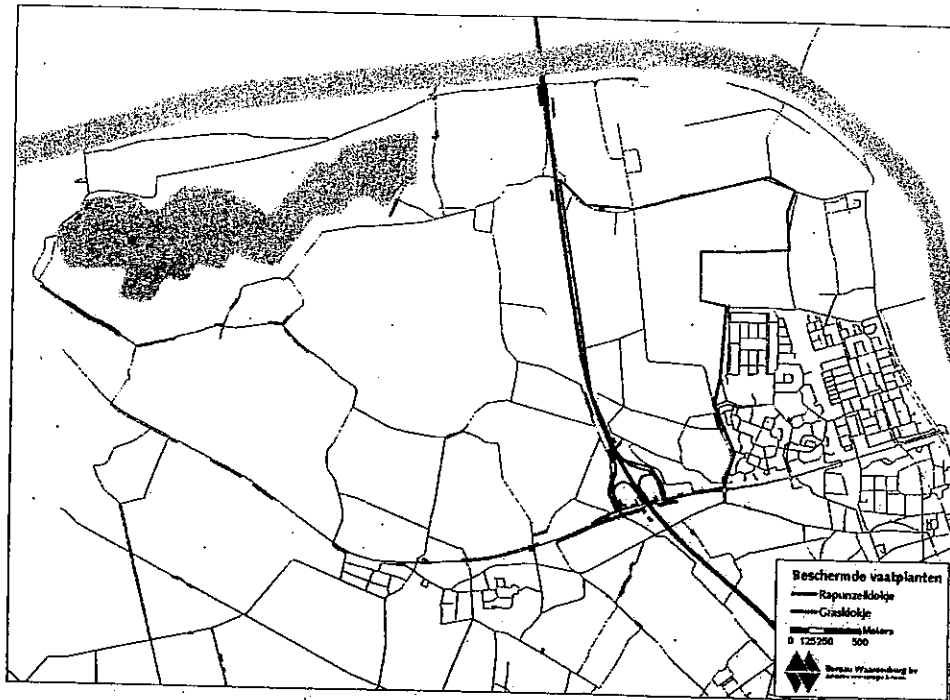 Beschermde vaatplanten
Rapunzelklokje
Grasklokje
Meters
0 125250 500
Bureau Waardenburg bv